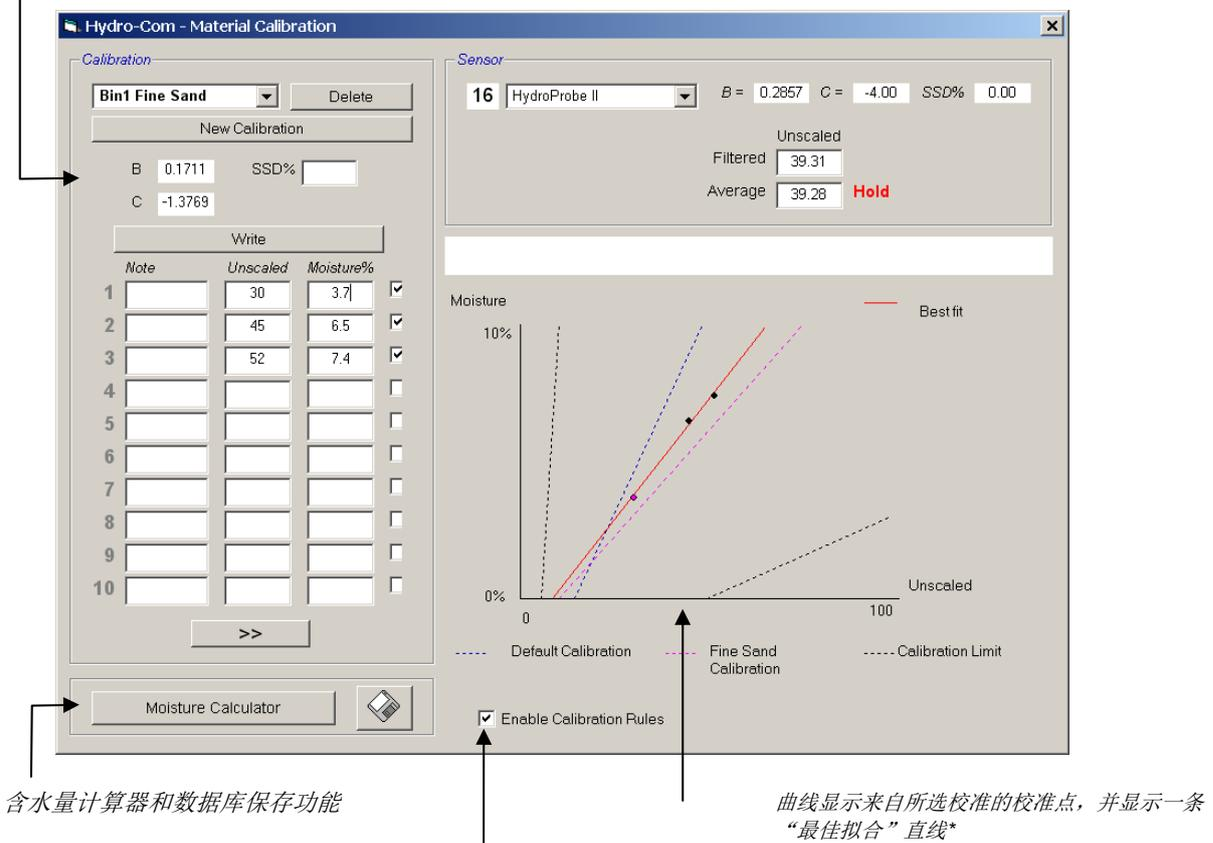 Hydro-Com - Material Calibration
Calibration
Bin1 Fine Sand
Delete
New Calibration
B 0.1711 SSD%
C -1.3769
Write
Note Unscaled Moisture%
1 30 3.7
2 45 6.5
3 52 7.4
4
5
6
7
8
9
10
>>
Moisture Calculator
Sensor
16 HydroProbe II B = 0.2857 C = -4.00 SSD% 0.00
Unscaled
Filtered 39.31
Average 39.28 Hold
Moisture
Best fit
10%
0%
0
100
Unscaled
Default Calibration
Fine Sand
Calibration
Calibration Limit
Enable Calibration Rules
含水量计算器和数据库保存功能
曲线显示来自所选校准的校准点，并显示一条
“最佳拟合”直线*